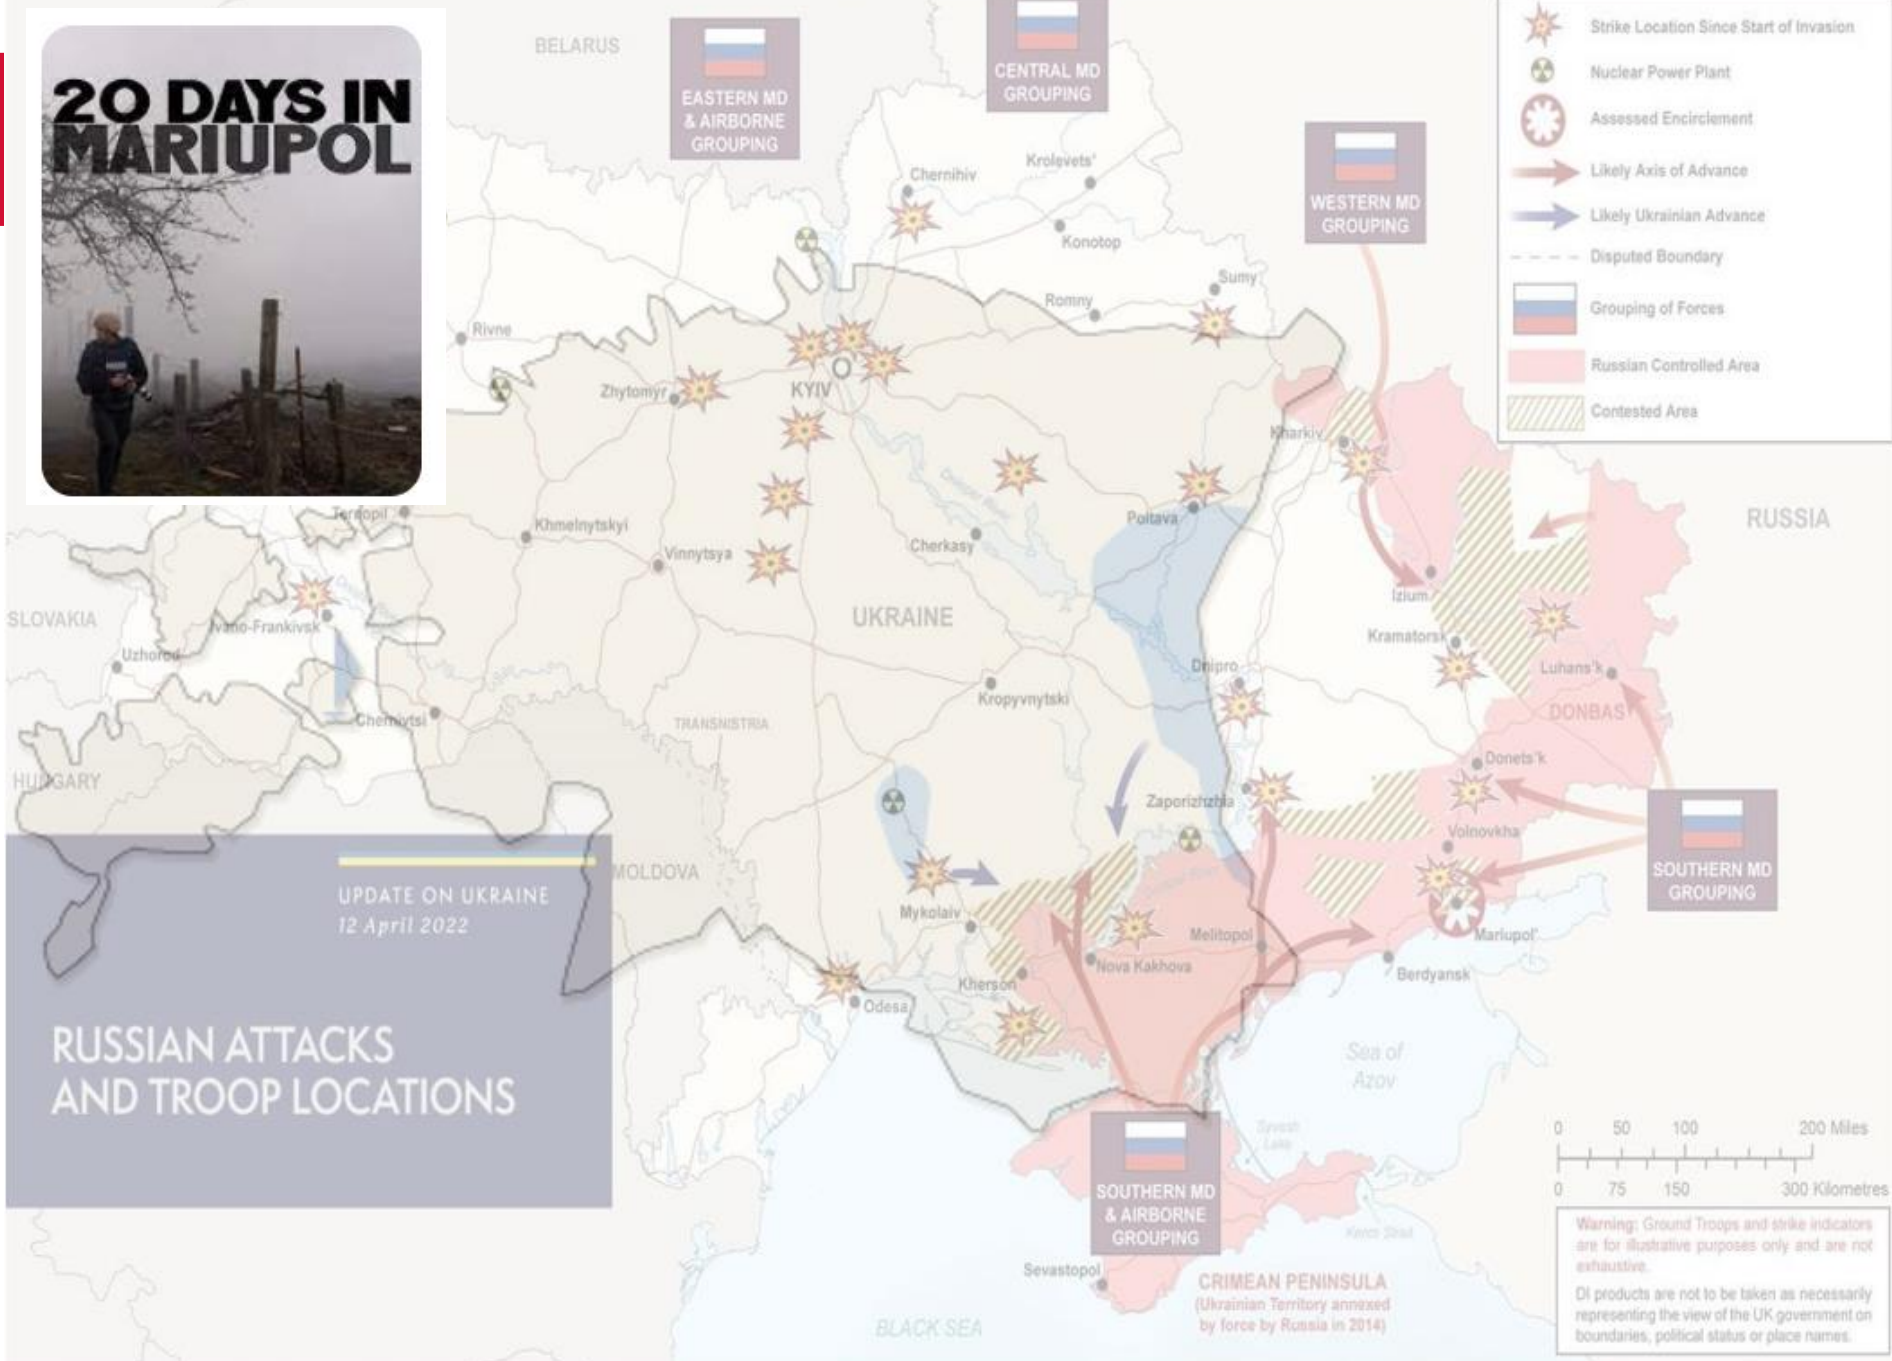 20 DAYS IN
MARIUPOL
BELARUS
EASTERN MD
& AIRBORNE
GROUPING
CENTRAL MD
GROUPING
WESTERN MD
GROUPING
Strike Location Since Start of Invasion
Nuclear Power Plant
Assessed Encirclement
Likely Axis of Advance
Likely Ukrainian Advance
Disputed Boundary
Grouping of Forces
Russian Controlled Area
Contested Area
Chernihiv
Krolevets'
Konotop
Sumy
Romny
Rivne
Zhytomyr
KYIV
Kharkiv
Ternopil
Khmelnytskyi
Vinnytsya
Cherkasy
Dnieper River
Poltava
RUSSIA
SLOVAKIA
Ivano-Frankivsk
Uzhorod
UKRAINE
Izium
Kramatorsk
Luhans'k
Dnipro
Kropyvnytski
DONBAS
Chernivtsi
TRANSNISTRIA
HUNGARY
Donets'k
Zaporizhzhia
Volnovkha
SOUTHERN MD
GROUPING
MOLDOVA
UPDATE ON UKRAINE
12 April 2022
Mykolaiv
Melitopol
Mariupol'
Nova Kakhova
Berdyansk
Kherson
Odesa
RUSSIAN ATTACKS
AND TROOP LOCATIONS
Sea of
Azov
SOUTHERN MD
& AIRBORNE
GROUPING
Sevastopol
CRIMEAN PENINSULA
(Ukrainian Territory annexed
by force by Russia in 2014)
Kerch Strait
BLACK SEA
0 50 100 200 Miles
0 75 150 300 Kilometres
Warning: Ground Troops and strike indicators
are for illustrative purposes only and are not
exhaustive.
DI products are not to be taken as necessarily
representing the view of the UK government on
boundaries, political status or place names.